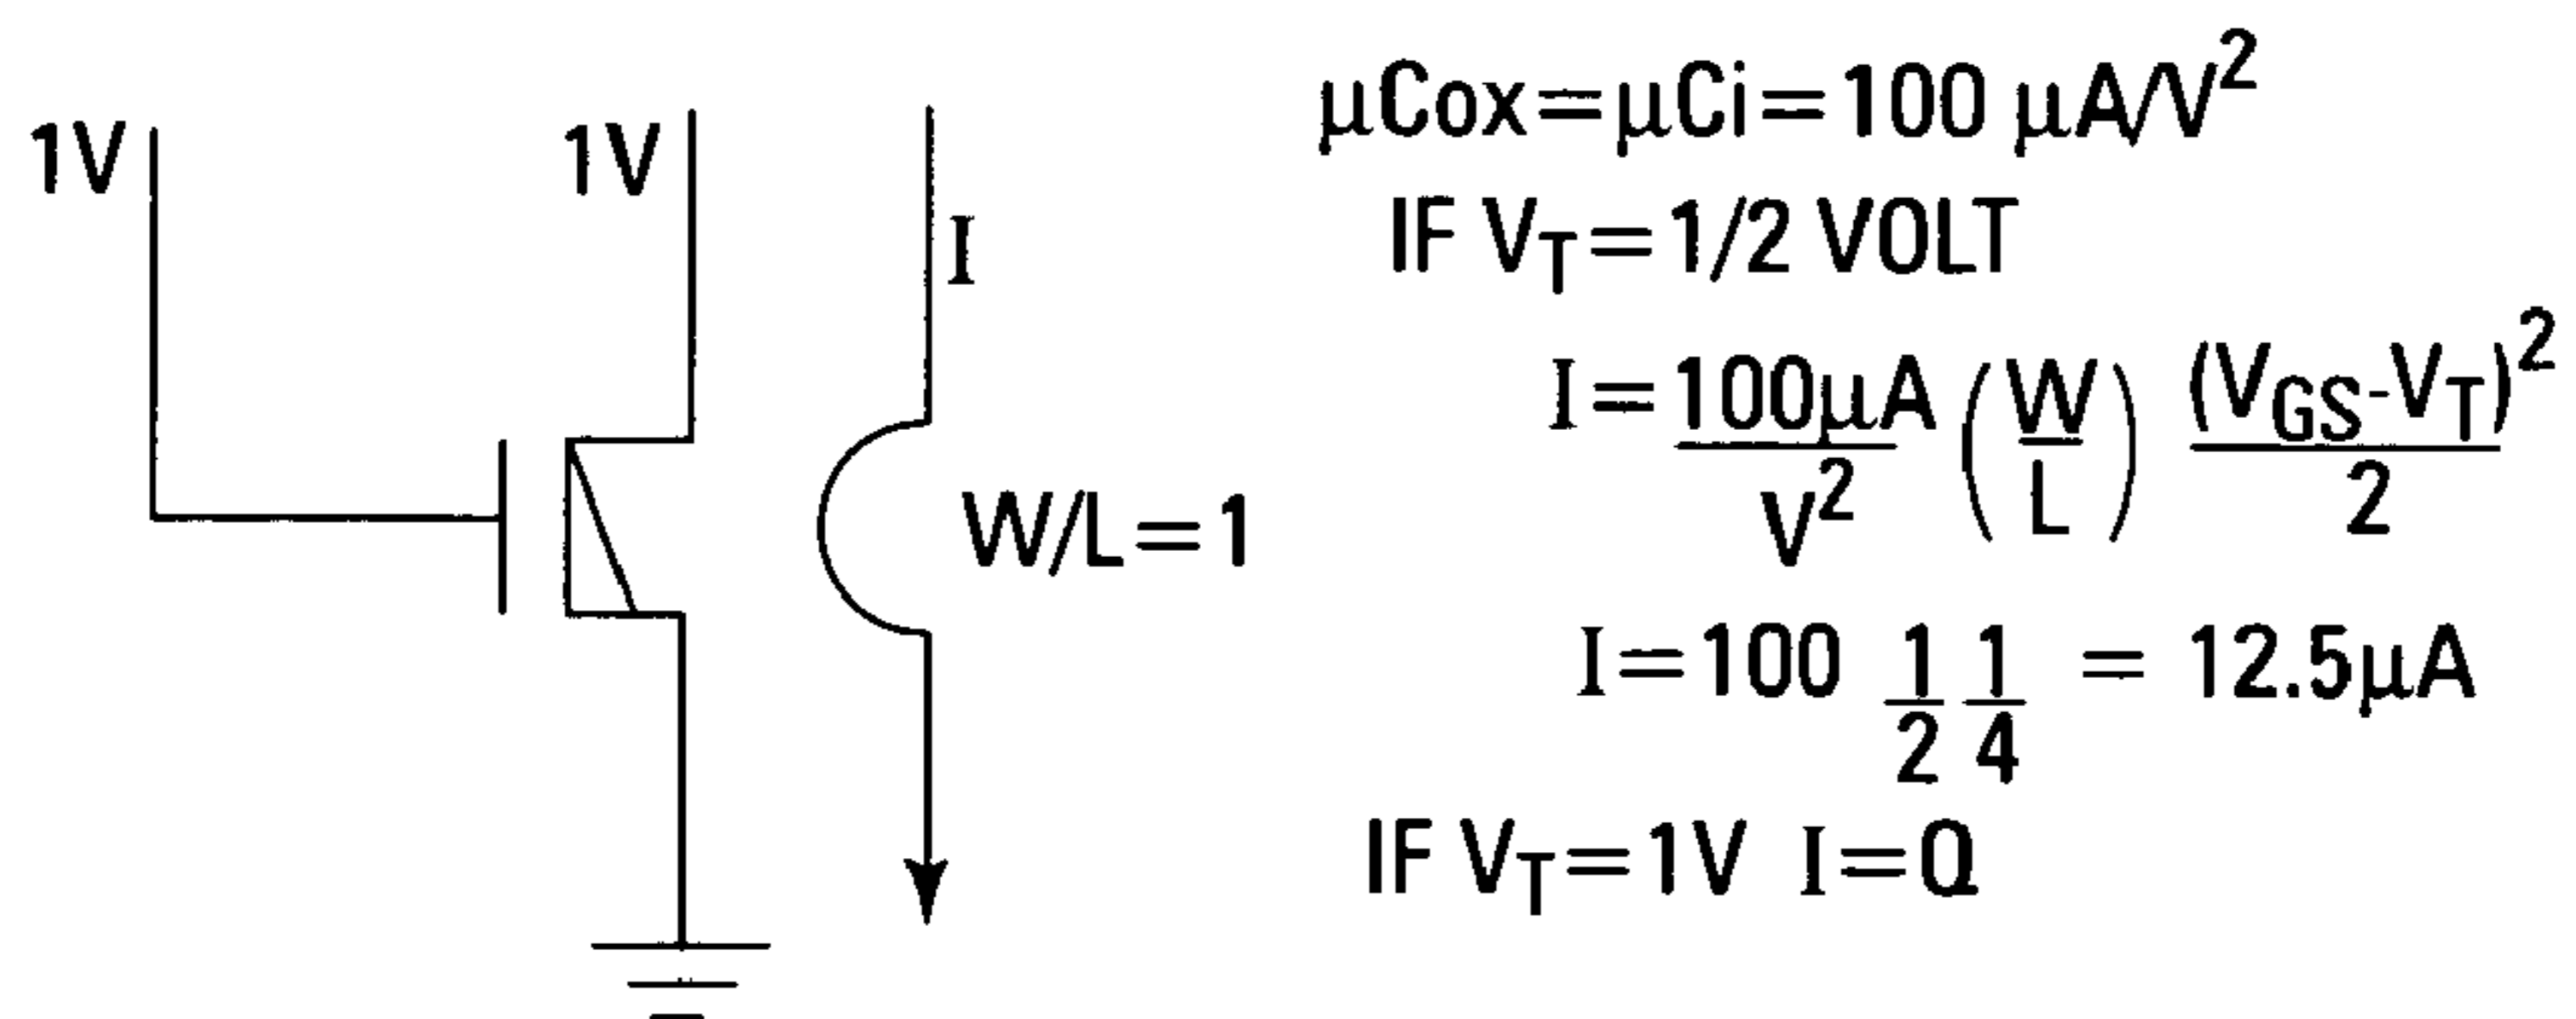 1V
1V
I
W/L=1
μCox=μCi=100 μA/V²
IF V_T=1/2 VOLT
I=100μA/V² (W/L) (V_GS-V_T)²/2
I=100 1/2 1/4 = 12.5μA
IF V_T=1V I=0